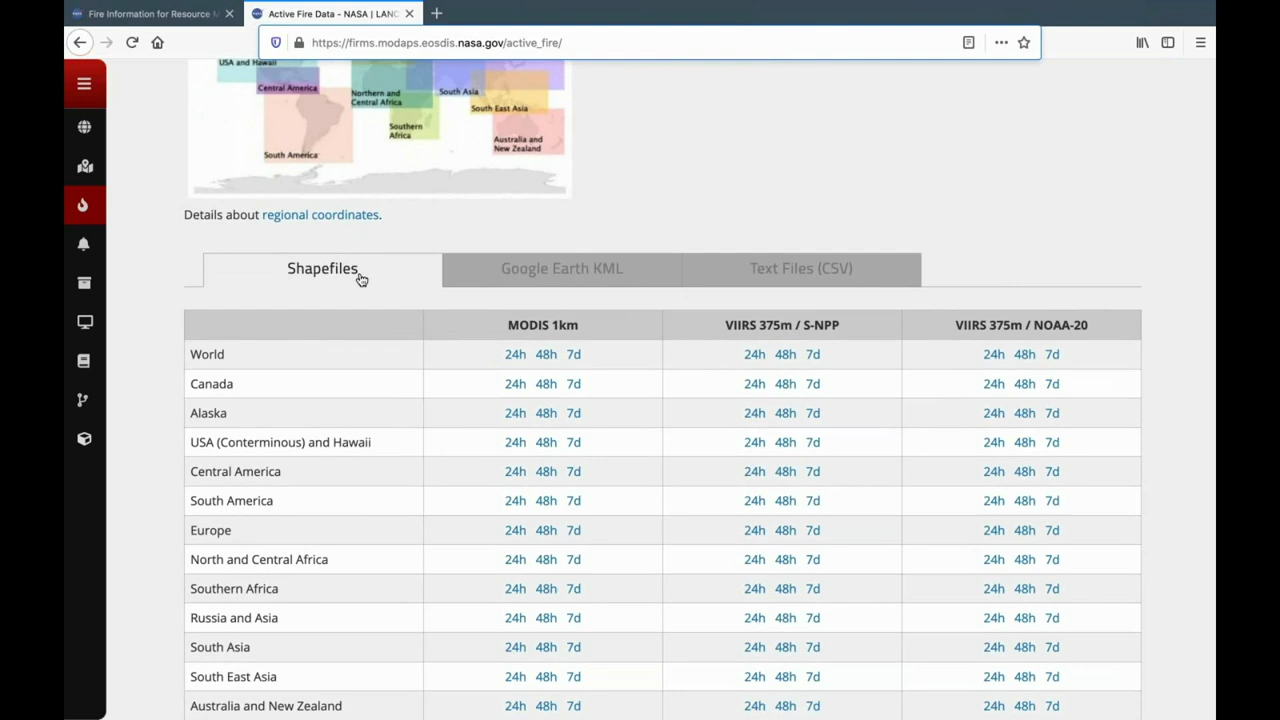 Fire Information for Resource M
Active Fire Data - NASA | LANC
https://firms.modaps.eosdis.nasa.gov/active_fire/
USA and Hawaii
Central America
Northern and
Central Africa
South Asia
South East Asia
Southern
Africa
Australia and
New Zealand
South America
Details about regional coordinates.
Shapefiles Google Earth KML Text Files (CSV)
MODIS 1km VIIRS 375m / S-NPP VIIRS 375m / NOAA-20
World 24h 48h 7d 24h 48h 7d 24h 48h 7d
Canada 24h 48h 7d 24h 48h 7d 24h 48h 7d
Alaska 24h 48h 7d 24h 48h 7d 24h 48h 7d
USA (Conterminous) and Hawaii 24h 48h 7d 24h 48h 7d 24h 48h 7d
Central America 24h 48h 7d 24h 48h 7d 24h 48h 7d
South America 24h 48h 7d 24h 48h 7d 24h 48h 7d
Europe 24h 48h 7d 24h 48h 7d 24h 48h 7d
North and Central Africa 24h 48h 7d 24h 48h 7d 24h 48h 7d
Southern Africa 24h 48h 7d 24h 48h 7d 24h 48h 7d
Russia and Asia 24h 48h 7d 24h 48h 7d 24h 48h 7d
South Asia 24h 48h 7d 24h 48h 7d 24h 48h 7d
South East Asia 24h 48h 7d 24h 48h 7d 24h 48h 7d
Australia and New Zealand 24h 48h 7d 24h 48h 7d 24h 48h 7d